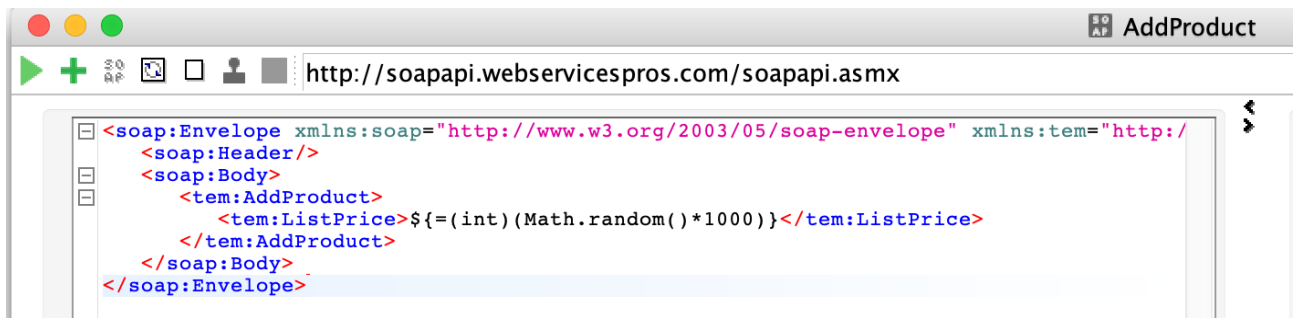 AddProduct
http://soapapi.webservicespros.com/soapapi.asmx
<soap:Envelope xmlns:soap="http://www.w3.org/2003/05/soap-envelope" xmlns:tem="http:/
<soap:Header/>
<soap:Body>
<tem:AddProduct>
<tem:ListPrice>${=(int)(Math.random()*1000)}</tem:ListPrice>
</tem:AddProduct>
</soap:Body>
</soap:Envelope>